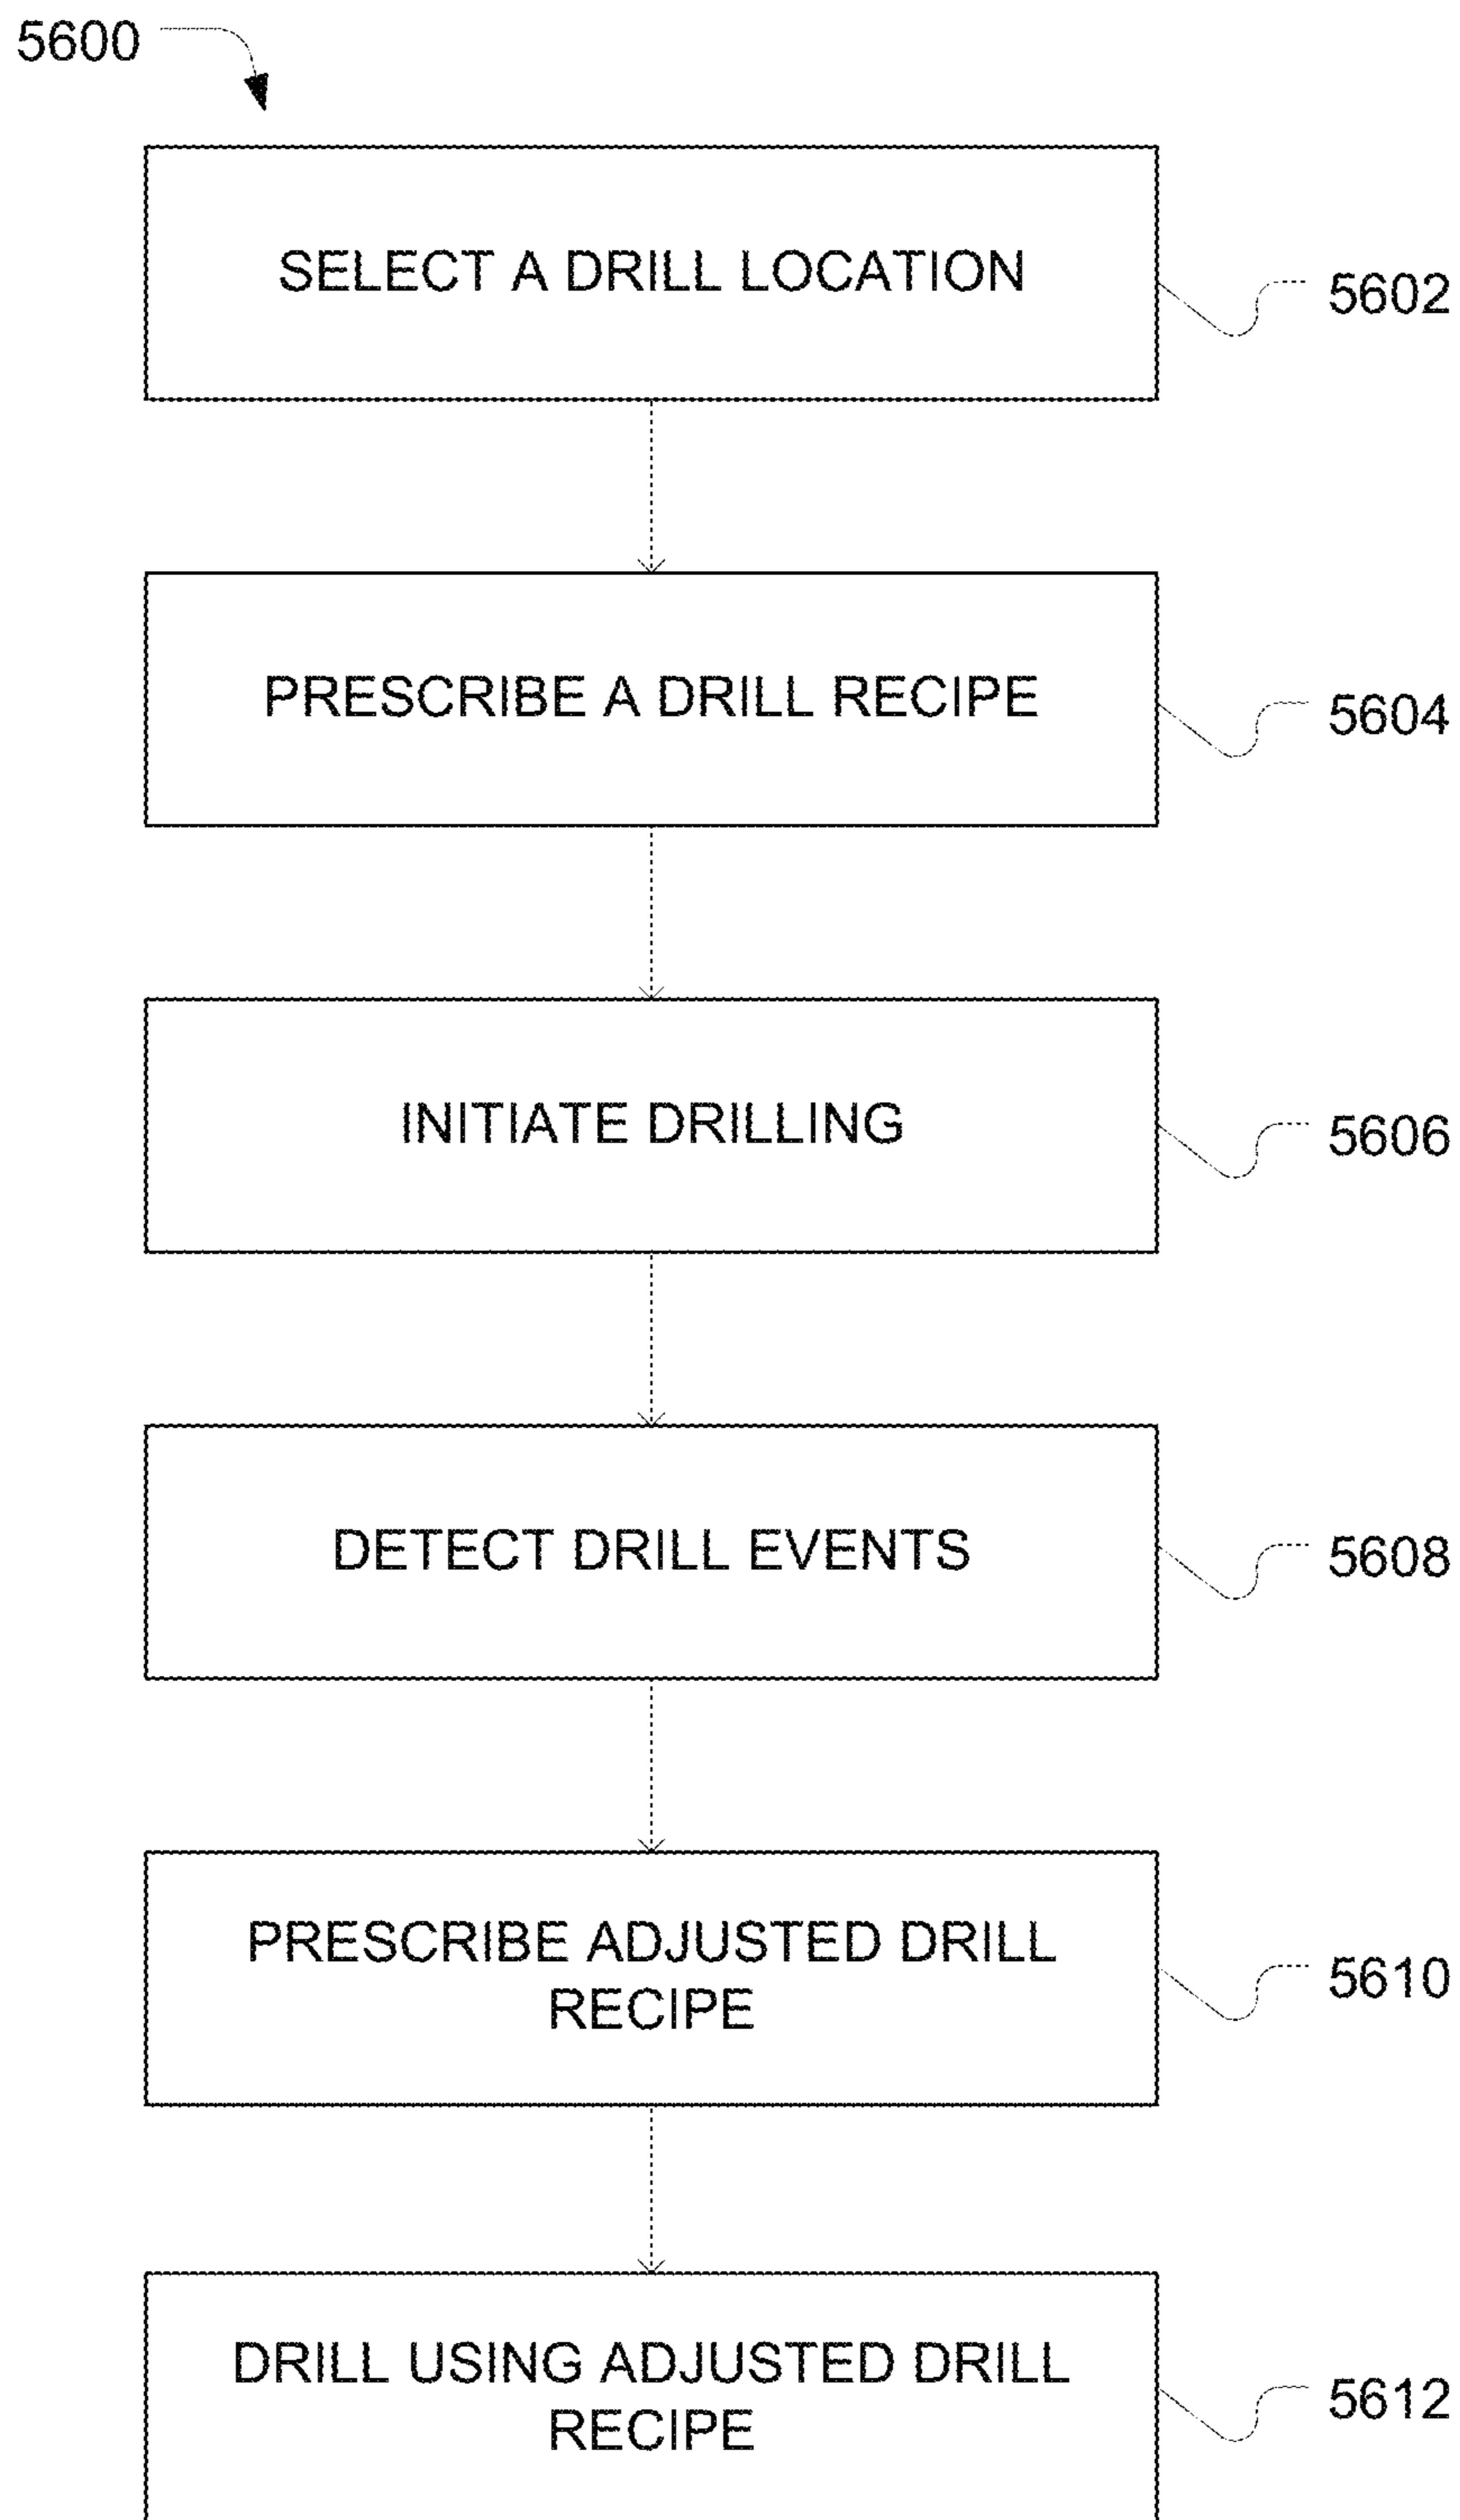 5600
SELECT A DRILL LOCATION
5602
PRESCRIBE A DRILL RECIPE
5604
INITIATE DRILLING
5606
DETECT DRILL EVENTS
5608
PRESCRIBE ADJUSTED DRILL
RECIPE
5610
DRILL USING ADJUSTED DRILL
RECIPE
5612